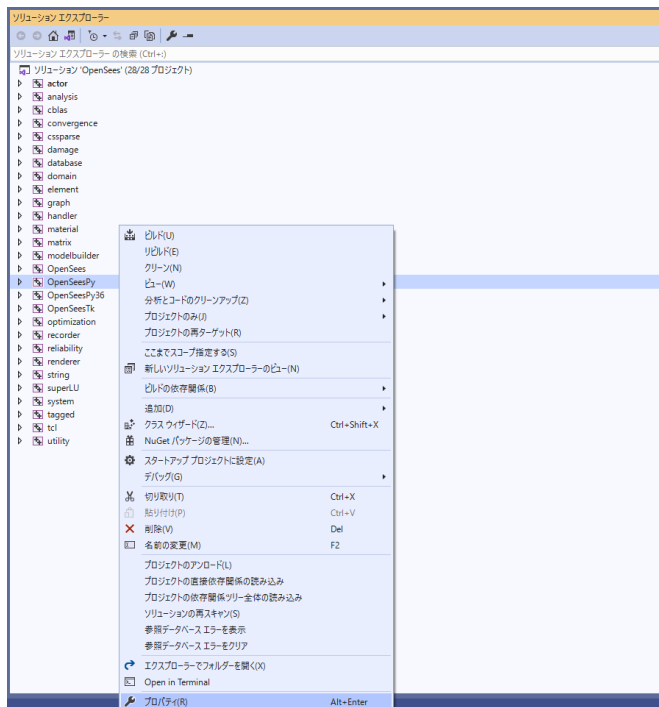 ソリューション エクスプローラー
ソリューション エクスプローラー の検索 (Ctrl+:)
ソリューション 'OpenSees' (28/28 プロジェクト)
actor
analysis
cblas
convergence
cssparse
damage
database
domain
element
graph
handler
material
matrix
modelbuilder
OpenSees
OpenSeesPy
OpenSeesPy36
OpenSeesTk
optimization
recorder
reliability
renderer
string
superLU
system
tagged
tcl
utility
ビルド(U)
リビルド(E)
クリーン(N)
ビュー(W)
分析とコードのクリーンアップ(Z)
プロジェクトのみ(J)
プロジェクトの再ターゲット(R)
ここまでスコープ指定する(S)
新しいソリューション エクスプローラーのビュー(N)
ビルドの依存関係(B)
追加(D)
クラス ウィザード(Z)... Ctrl+Shift+X
NuGet パッケージの管理(N)...
スタートアップ プロジェクトに設定(A)
デバッグ(G)
切り取り(T) Ctrl+X
貼り付け(P) Ctrl+V
削除(V) Del
名前の変更(M) F2
プロジェクトのアンロード(L)
プロジェクトの直接依存関係の読み込み
プロジェクトの依存関係ツリー全体の読み込み
ソリューションの再スキャン(S)
参照データベース エラーを表示
参照データベース エラーをクリア
エクスプローラーでフォルダーを開く(X)
Open in Terminal
プロパティ(R) Alt+Enter